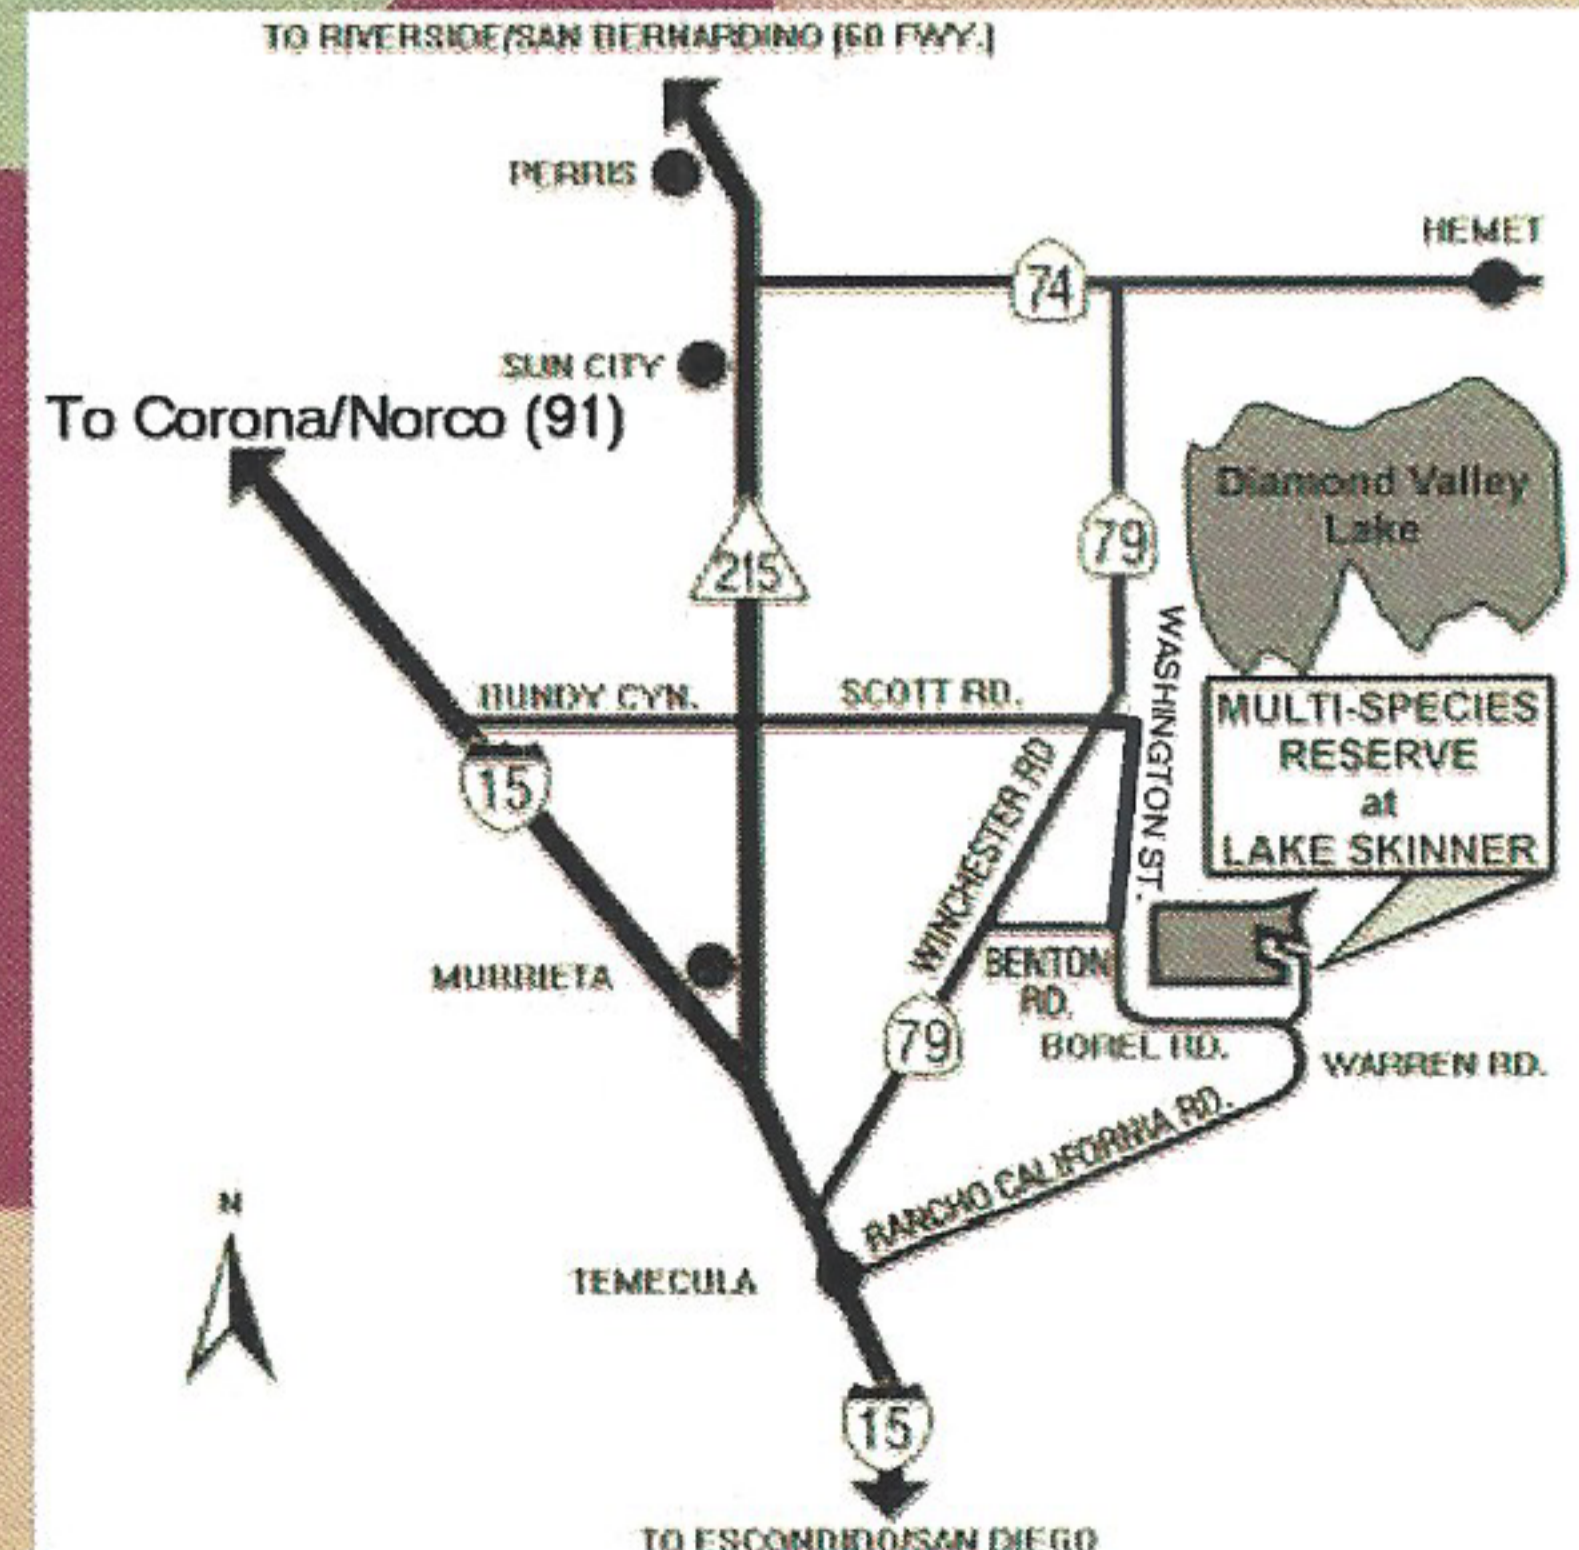 TO RIVERSIDE/SAN BERNARDINO (60 FWY.)
PERRIS
HEMET
74
SUN CITY
To Corona/Norco (91)
Diamond Valley
Lake
79
215
WASHINGTON ST.
BUNDY CYN.
SCOTT RD.
MULTI-SPECIES
RESERVE
at
LAKE SKINNER
15
WINCHESTER RD
MURRIETA
BENTON
RD.
79
BOREL RD.
WARREN RD.
RANCHO CALIFORNIA RD.
N
TEMECULA
15
TO ESCONDIDO/SAN DIEGO